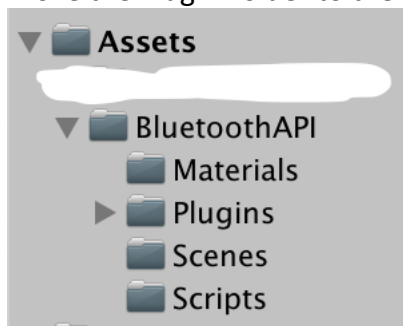 Assets
BluetoothAPI
Materials
Plugins
Scenes
Scripts